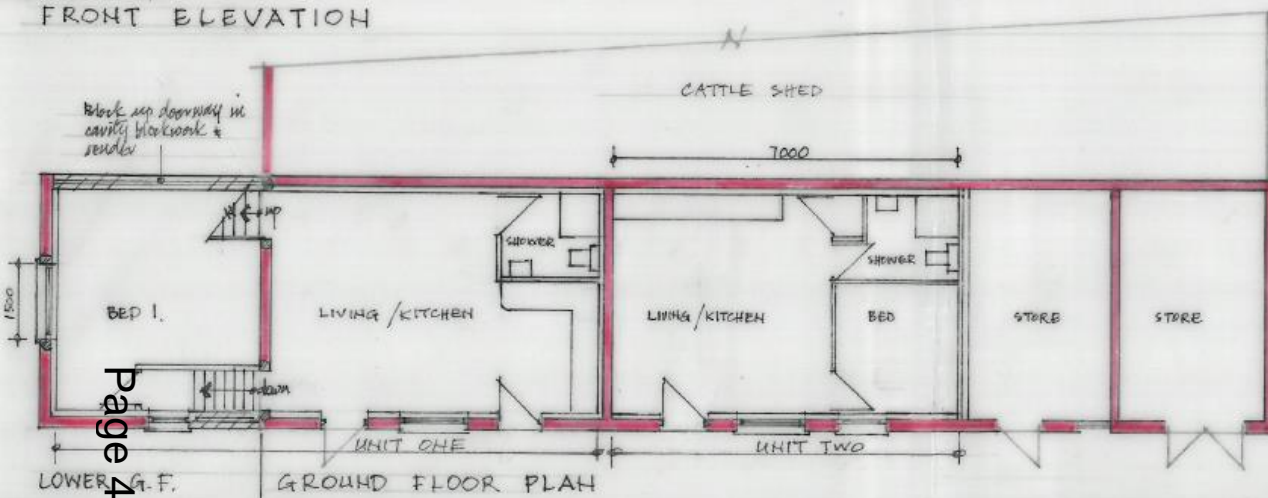 FRONT ELEVATION
CATTLE SHED
Block up doorway in
cavity blockwork &
render
7000
up
SHOWER
SHOWER
1500
BED 1.
LIVING / KITCHEN
LIVING / KITCHEN
BED
STORE
STORE
down
UNIT ONE
UNIT TWO
LOWER G.F.
GROUND FLOOR PLAN
Page 4